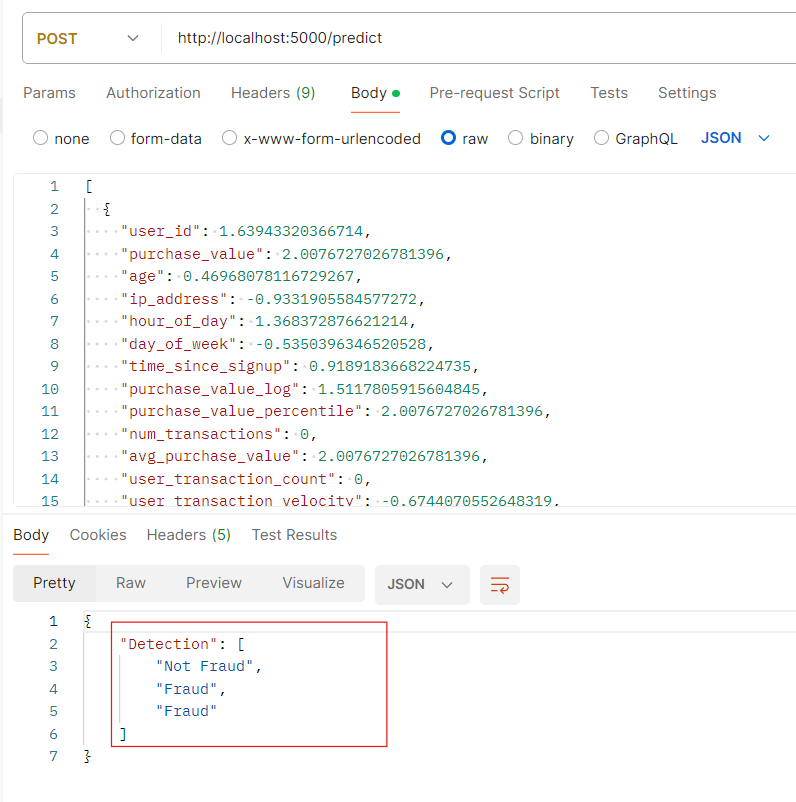 POST http://localhost:5000/predict
Params Authorization Headers (9) Body Pre-request Script Tests Settings
none form-data x-www-form-urlencoded raw binary GraphQL JSON
1 [
2 {
3 "user_id": 1.63943320366714,
4 "purchase_value": 2.0076727026781396,
5 "age": 0.46968078116729267,
6 "ip_address": -0.9331905584577272,
7 "hour_of_day": 1.368372876621214,
8 "day_of_week": -0.5350396346520528,
9 "time_since_signup": 0.9189183668224735,
10 "purchase_value_log": 1.5117805915604845,
11 "purchase_value_percentile": 2.0076727026781396,
12 "num_transactions": 0,
13 "avg_purchase_value": 2.0076727026781396,
14 "user_transaction_count": 0,
15 "user_transaction_velocity": -0.6744070552648319,
Body Cookies Headers (5) Test Results
Pretty Raw Preview Visualize JSON
1 {
2 "Detection": [
3 "Not Fraud",
4 "Fraud",
5 "Fraud"
6 ]
7 }